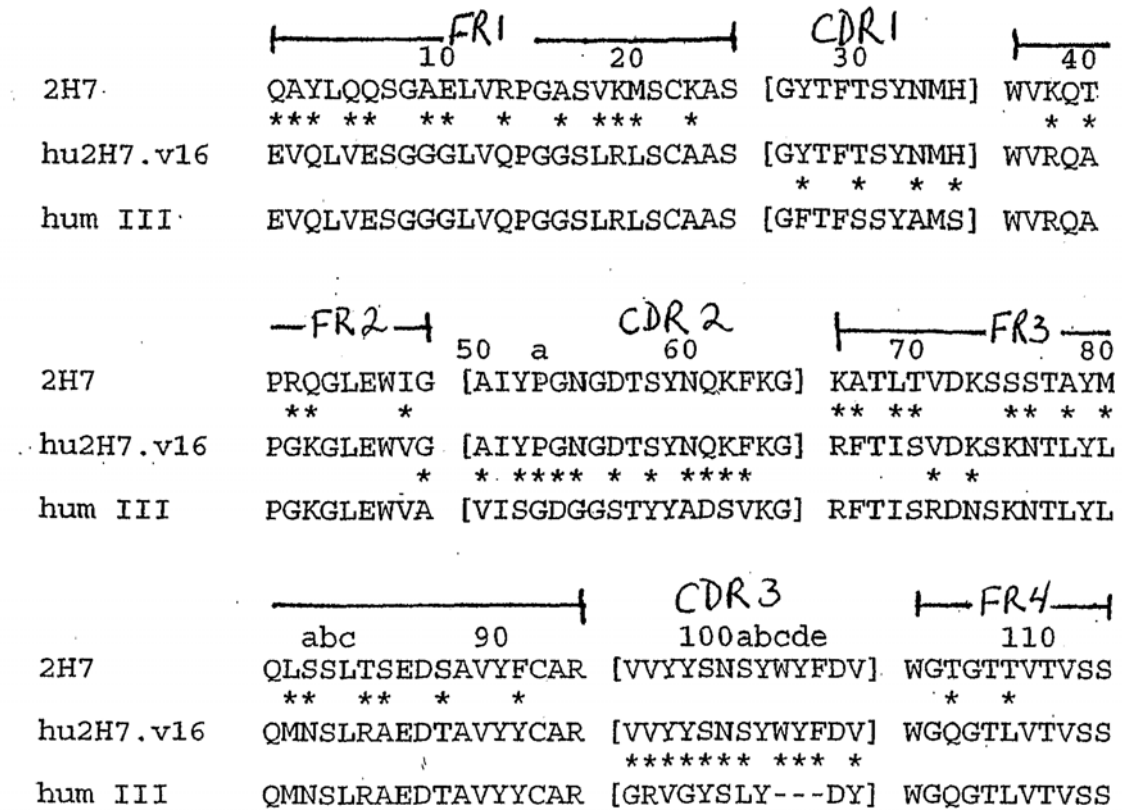 FR1 CDR1
10 20 30 40
2H7 QAYLQQSGAELVRPGASVKMSCKAS [GYTFTSYNMH] WVKQT
*** ** ** * * *** * * *
hu2H7.v16 EVQLVESGGGLVQPGGSLRLSCAAS [GYTFTSYNMH] WVRQA
* * * *
hum III EVQLVESGGGLVQPGGSLRLSCAAS [GFTFSSYAMS] WVRQA
FR2 CDR2 FR3
50 a 60 70 80
2H7 PRQGLEWIG [AIYPGNGDTSYNQKFKG] KATLTVDKSSSTAYM
** * ** ** ** * *
hu2H7.v16 PGKGLEWVG [AIYPGNGDTSYNQKFKG] RFTISVDKSKNTLYL
* * **** * * **** * *
hum III PGKGLEWVA [VISGDGGSTYYADSVKG] RFTISRDNSKNTLYL
CDR3 FR4
abc 90 100abcde 110
2H7 QLSSLTSEDSAVYFCAR [VVYYSNSYWYFDV] WGTGTTVTVSS
** ** * * * *
hu2H7.v16 QMNSLRAEDTAVYYCAR [VVYYSNSYWYFDV] WGQGTLVTVSS
******* *** *
hum III QMNSLRAEDTAVYYCAR [GRVGYSLY---DY] WGQGTLVTVSS